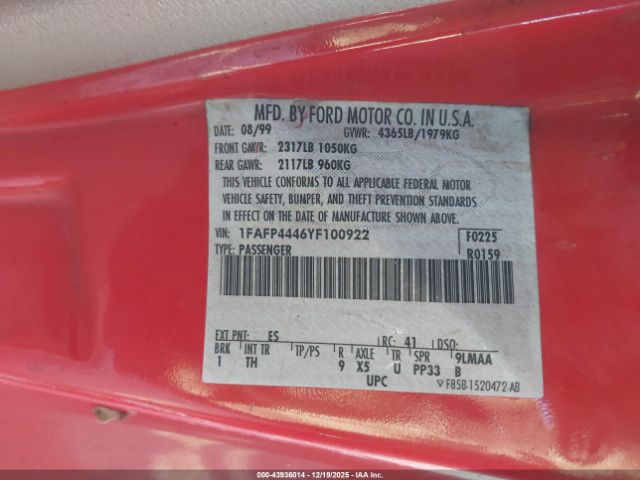 MFD. BY FORD MOTOR CO. IN U.S.A.
DATE: 08/99 GVWR: 4365LB/1979KG
FRONT GAWR: 2317LB 1050KG
REAR GAWR: 2117LB 960KG
THIS VEHICLE CONFORMS TO ALL APPLICABLE FEDERAL MOTOR
VEHICLE SAFETY, BUMPER, AND THEFT PREVENTION STANDARDS
IN EFFECT ON THE DATE OF MANUFACTURE SHOWN ABOVE.
VIN: 1FAFP4446YF100922 F0225
TYPE: PASSENGER R0159
EXT PNT: ES RC: 41 DSO:
BRK INT TR TP/PS R AXLE TR SPR 9LMAA
1 TH 9 X5 U PP33 B
UPC F85B-1520472-AB
000-43936014 - 12/19/2025 - IAAI.COM